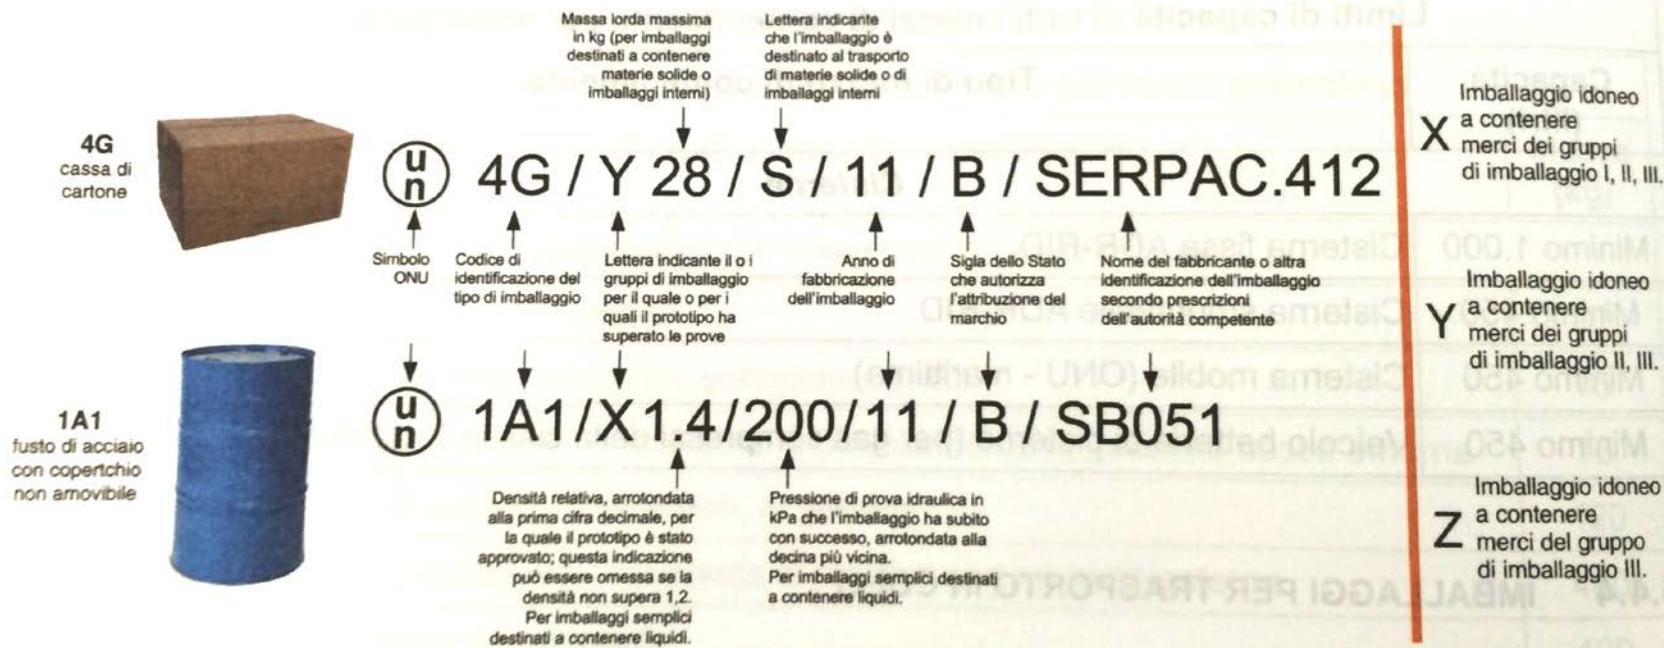 Massa lorda massima
in kg (per imballaggi
destinati a contenere
materie solide o
imballaggi interni)
Lettera indicante
che l'imballaggio è
destinato al trasporto
di materie solide o di
imballaggi interni
4G
cassa di
cartone
un 4G / Y 28 / S / 11 / B / SERPAC.412
Simbolo
ONU
Codice di
identificazione del
tipo di imballaggio
Lettera indicante il o i
gruppi di imballaggio
per il quale o per i
quali il prototipo ha
superato le prove
Anno di
fabbricazione
dell'imballaggio
Sigla dello Stato
che autorizza
l'attribuzione del
marchio
Nome del fabbricante o altra
identificazione dell'imballaggio
secondo prescrizioni
dell'autorità competente
1A1
fusto di acciaio
con copertchio
non amovibile
un 1A1/X1.4/200/11/B/SB051
Densità relativa, arrotondata
alla prima cifra decimale, per
la quale il prototipo è stato
approvato; questa indicazione
può essere omessa se la
densità non supera 1,2.
Per imballaggi semplici
destinati a contenere liquidi.
Pressione di prova idraulica in
kPa che l'imballaggio ha subito
con successo, arrotondata alla
decina più vicina.
Per imballaggi semplici destinati
a contenere liquidi.
X
Imballaggio idoneo
a contenere
merci dei gruppi
di imballaggio I, II, III.
Y
Imballaggio idoneo
a contenere
merci dei gruppi
di imballaggio II, III.
Z
Imballaggio idoneo
a contenere
merci del gruppo
di imballaggio III.